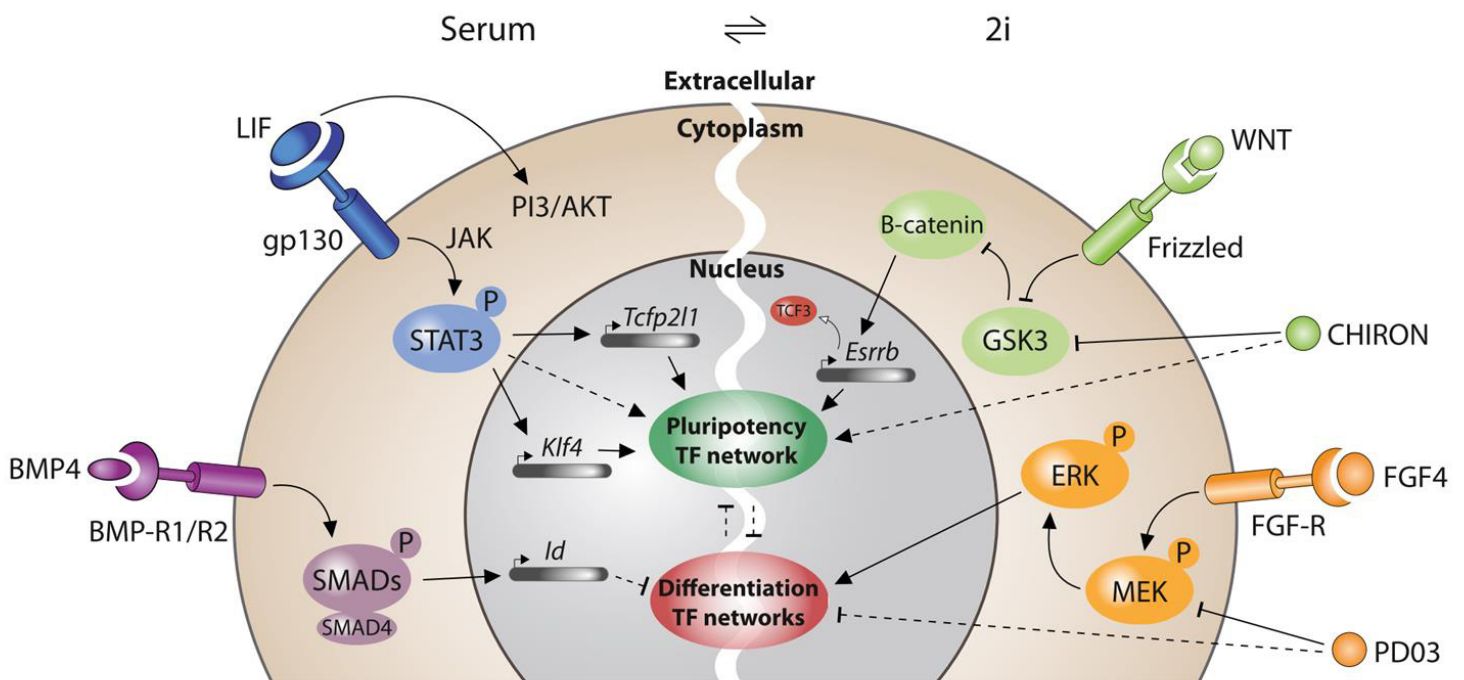 Serum
⇌
2i
Extracellular
Cytoplasm
LIF
gp130
JAK
PI3/AKT
P
STAT3
Nucleus
Tcfp2l1
TCF3
Esrrb
B-catenin
WNT
Frizzled
GSK3
CHIRON
Pluripotency
TF network
Klf4
BMP4
BMP-R1/R2
P
SMADs
SMAD4
Id
Differentiation
TF networks
P
ERK
FGF4
FGF-R
P
MEK
PD03